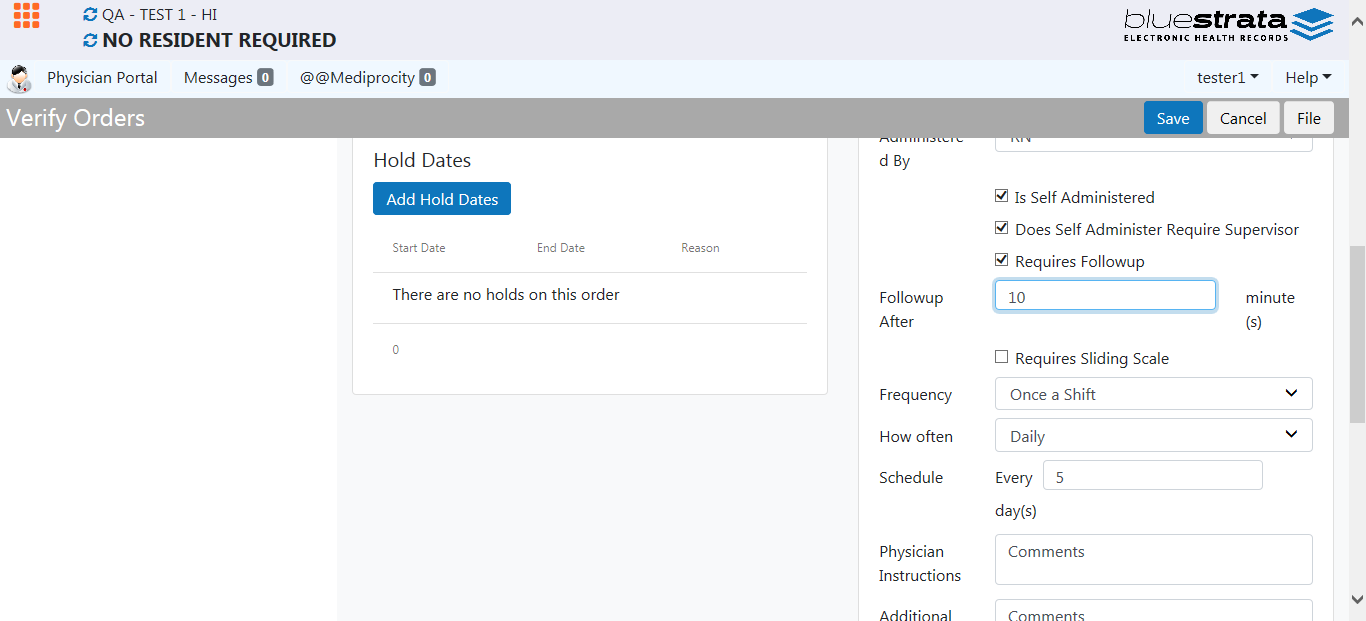 QA - TEST 1 - HI
NO RESIDENT REQUIRED
bluestrata
ELECTRONIC HEALTH RECORDS
Physician Portal Messages 0 @@Mediprocity 0 tester1 Help
Verify Orders Save Cancel File
Hold Dates
Add Hold Dates
Start Date End Date Reason
There are no holds on this order
0
Administere
d By
RN
Is Self Administered
Does Self Administer Require Supervisor
Requires Followup
Followup
After
10
minute
(s)
Requires Sliding Scale
Frequency Once a Shift
How often Daily
Schedule Every 5
day(s)
Physician
Instructions
Comments
Additional Comments